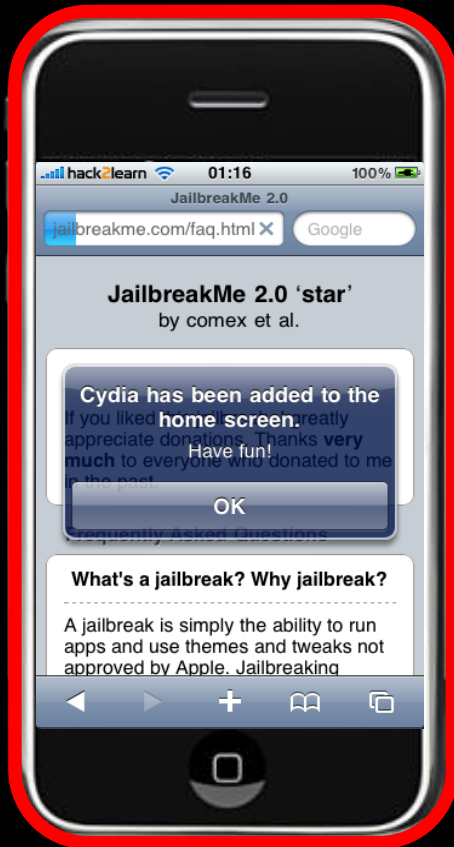 hack2learn 01:16 100%
JailbreakMe 2.0
jailbreakme.com/faq.html Google
JailbreakMe 2.0 ‘star’
by comex et al.
Cydia has been added to the
home screen.
Have fun!
If you liked this jailbreak, greatly
appreciate donations. Thanks very
much to everyone who donated to me
in the past.
OK
Frequently Asked Questions
What's a jailbreak? Why jailbreak?
A jailbreak is simply the ability to run
apps and use themes and tweaks not
approved by Apple. Jailbreaking